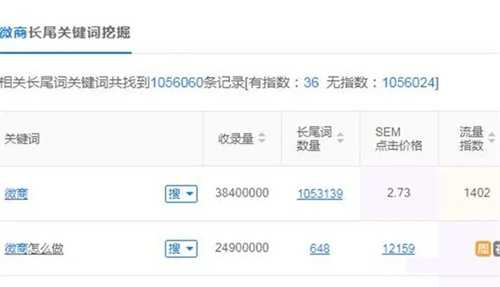 微商长尾关键词挖掘
相关长尾词关键词共找到1056060条记录[有指数：36 无指数：1056024]
关键词 收录量 长尾词数量 SEM点击价格 流量指数
微商 搜 38400000 1053139 2.73 1402
微商怎么做 搜 24900000 648 12159